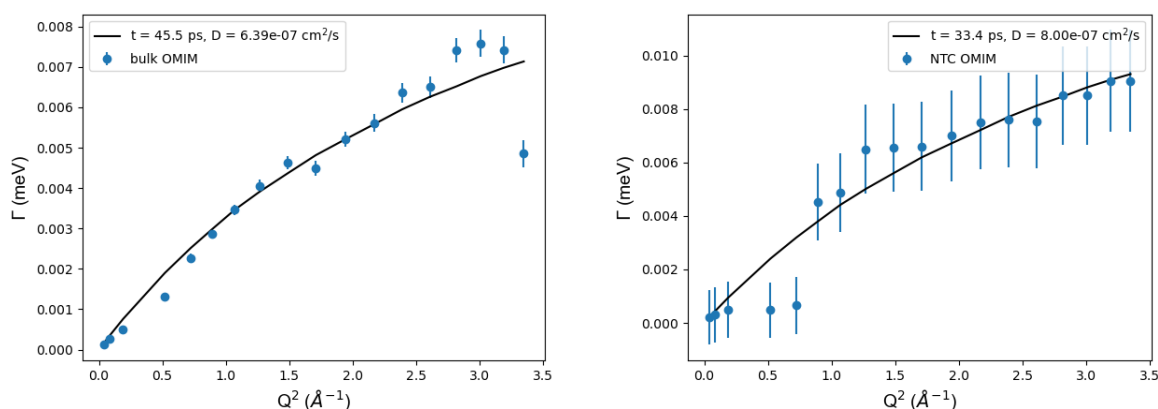 t = 45.5 ps, D = 6.39e-07 cm²/s
bulk OMIM
0.008
0.007
0.006
0.005
0.004
0.003
0.002
0.001
0.000
Γ (meV)
0.0 0.5 1.0 1.5 2.0 2.5 3.0 3.5
Q² (Å⁻¹)
t = 33.4 ps, D = 8.00e-07 cm²/s
NTC OMIM
0.010
0.008
0.006
0.004
0.002
0.000
Γ (meV)
0.0 0.5 1.0 1.5 2.0 2.5 3.0 3.5
Q² (Å⁻¹)